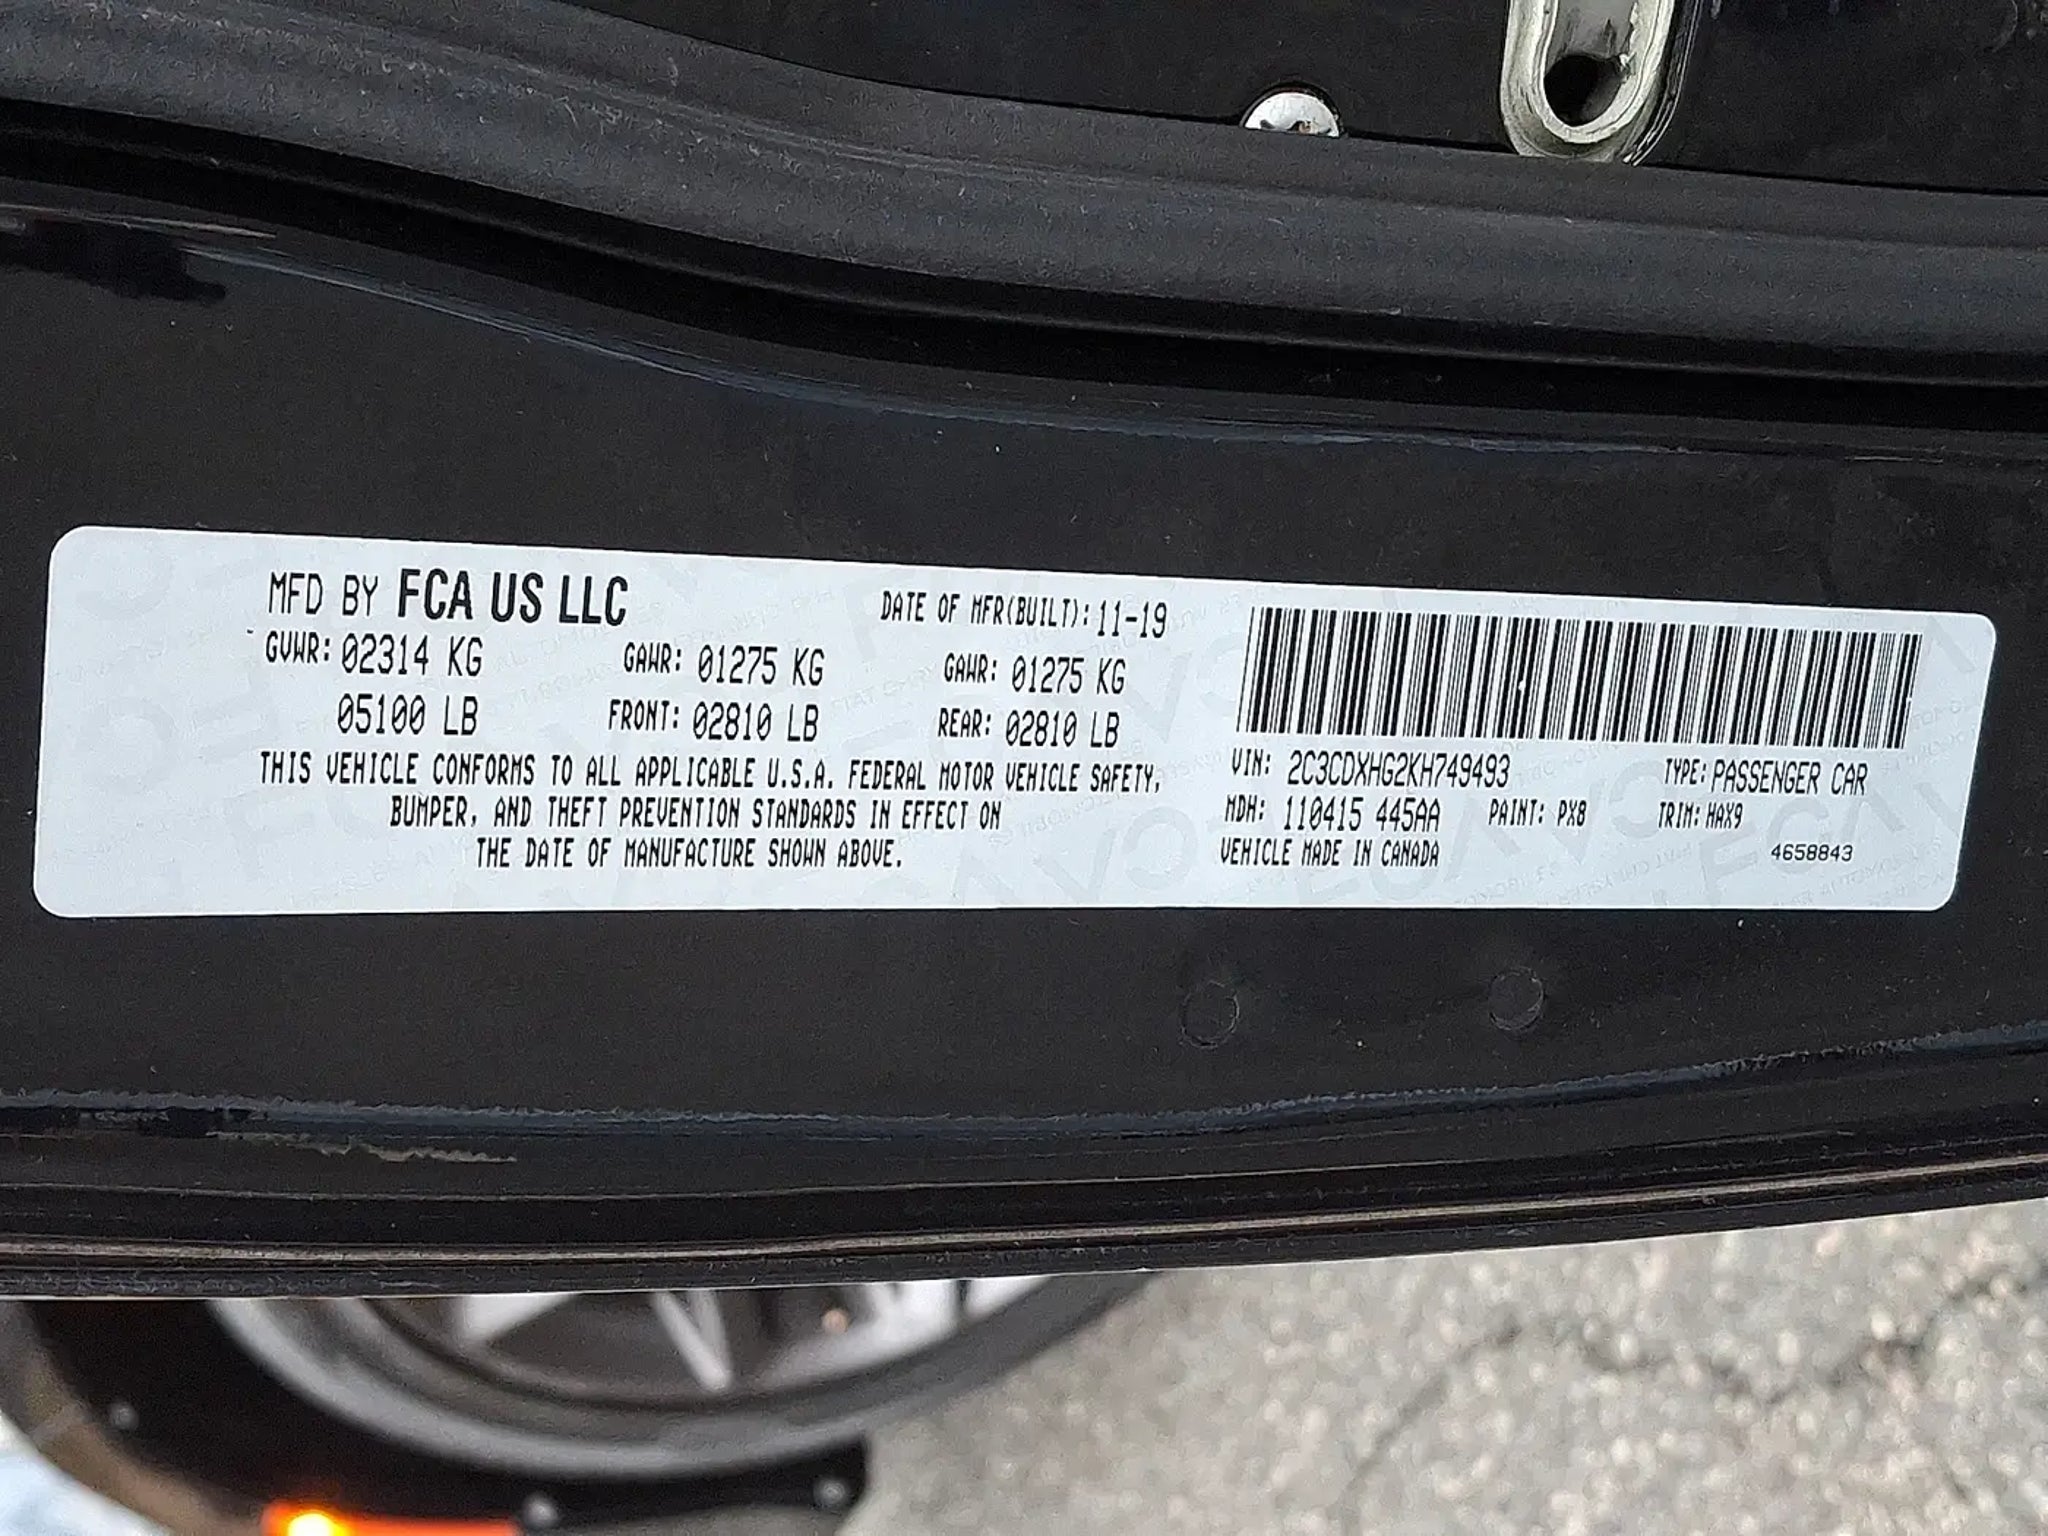 MFD BY FCA US LLC DATE OF MFR(BUILT): 11-19
GVWR: 02314 KG GAWR: 01275 KG GAWR: 01275 KG
05100 LB FRONT: 02810 LB REAR: 02810 LB
THIS VEHICLE CONFORMS TO ALL APPLICABLE U.S.A. FEDERAL MOTOR VEHICLE SAFETY,
BUMPER, AND THEFT PREVENTION STANDARDS IN EFFECT ON
THE DATE OF MANUFACTURE SHOWN ABOVE.
VIN: 2C3CDXHG2KH749493 TYPE: PASSENGER CAR
MDH: 110415 445AA PAINT: PX8 TRIM: HAX9
VEHICLE MADE IN CANADA 4658843